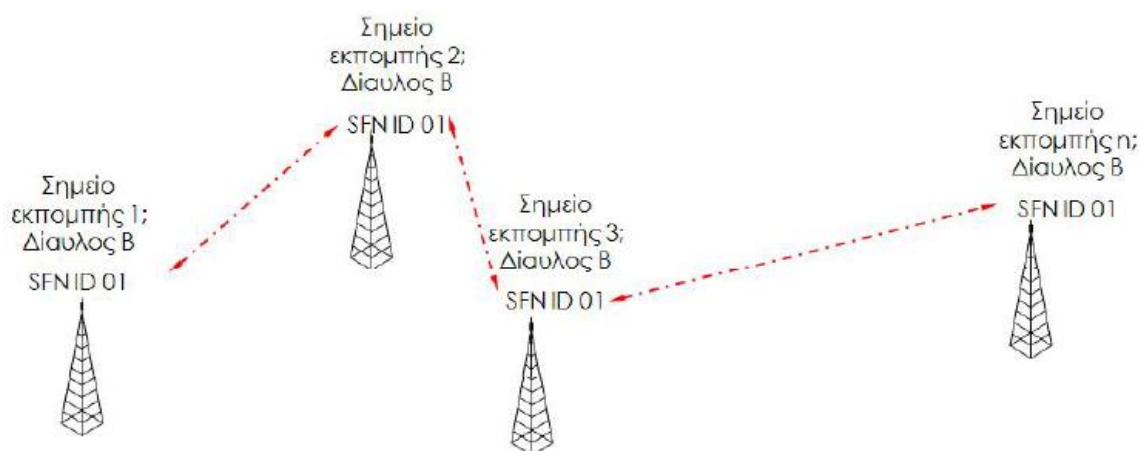 Σημείο
εκπομπής 1;
Δίαυλος Β
SFN ID 01
Σημείο
εκπομπής 2;
Δίαυλος Β
SFN ID 01
Σημείο
εκπομπής 3;
Δίαυλος Β
SFN ID 01
Σημείο
εκπομπής n;
Δίαυλος Β
SFN ID 01